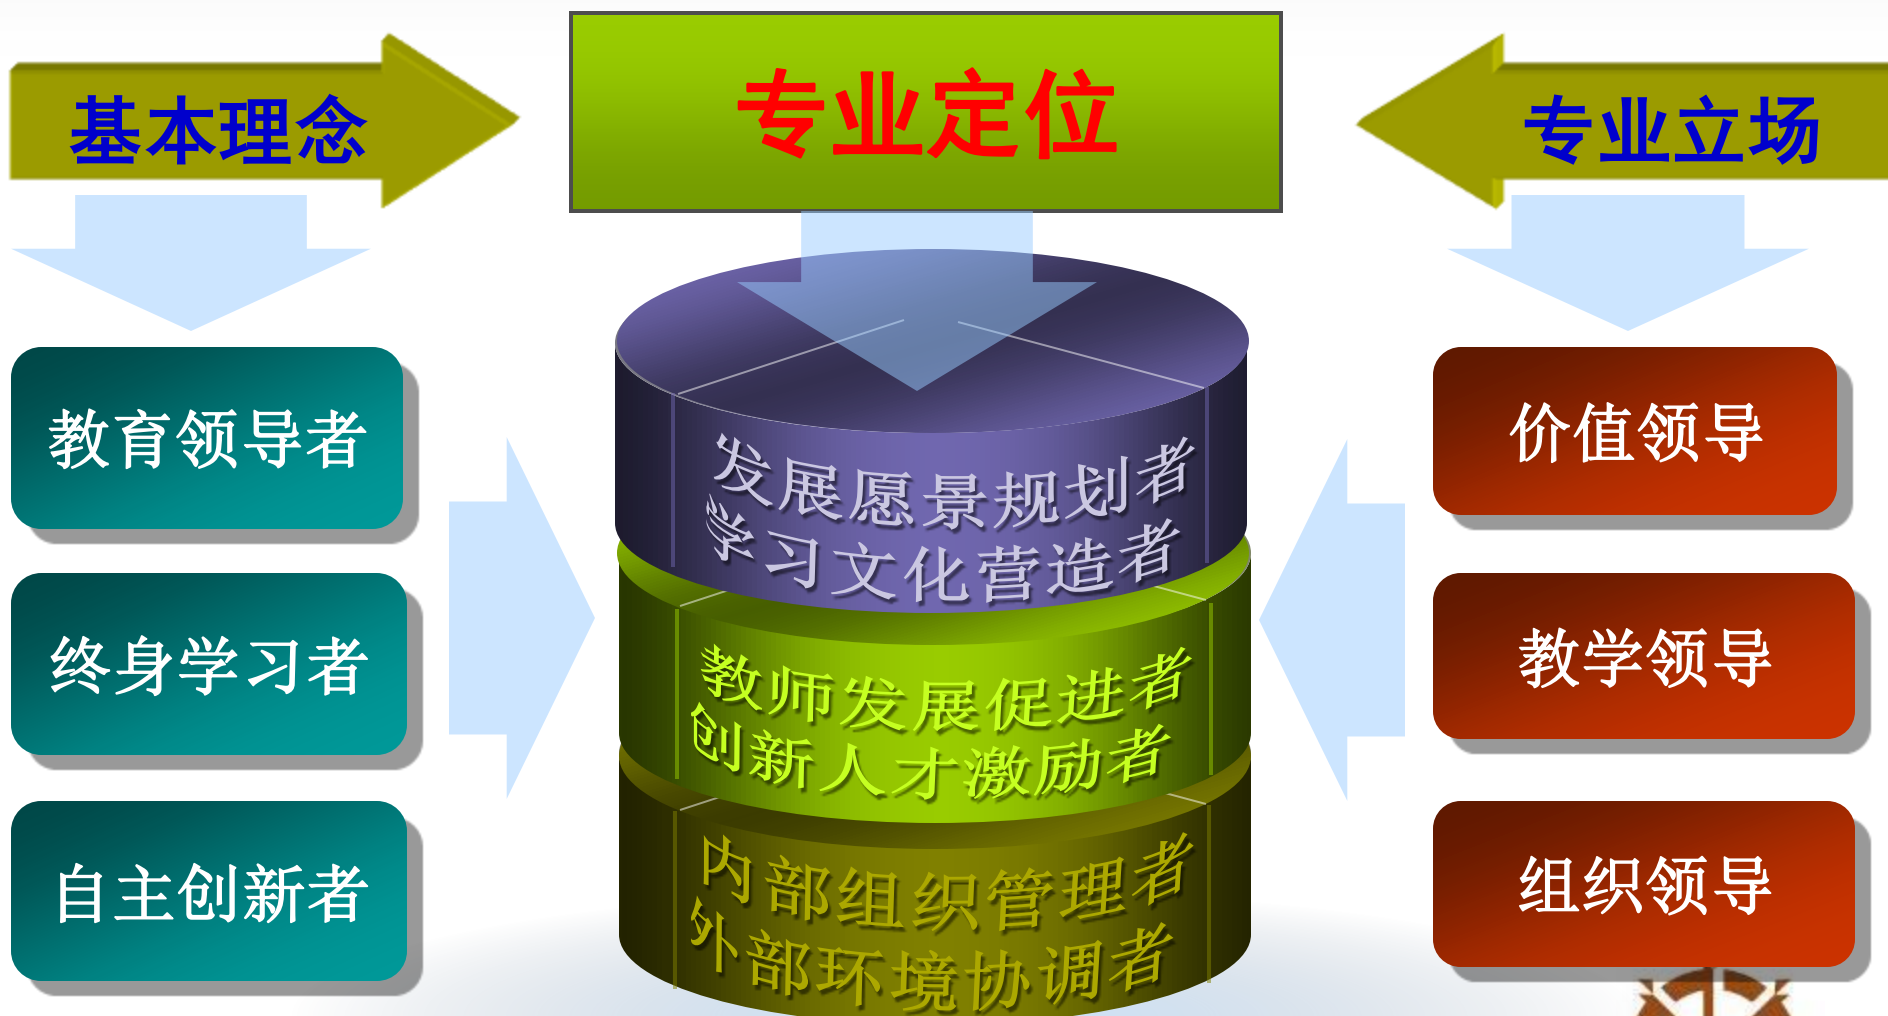 基本理念
专业定位
专业立场
教育领导者
终身学习者
自主创新者
发展愿景规划者
学习文化营造者
教师发展促进者
创新人才激励者
内部组织管理者
外部环境协调者
价值领导
教学领导
组织领导